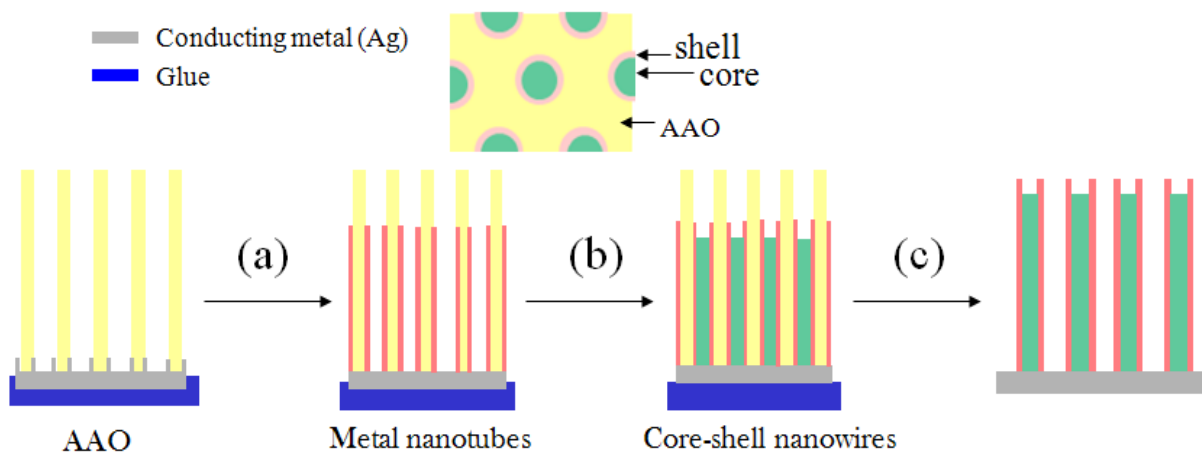 Conducting metal (Ag)
Glue
shell
core
AAO
(a)
(b)
(c)
AAO
Metal nanotubes
Core-shell nanowires